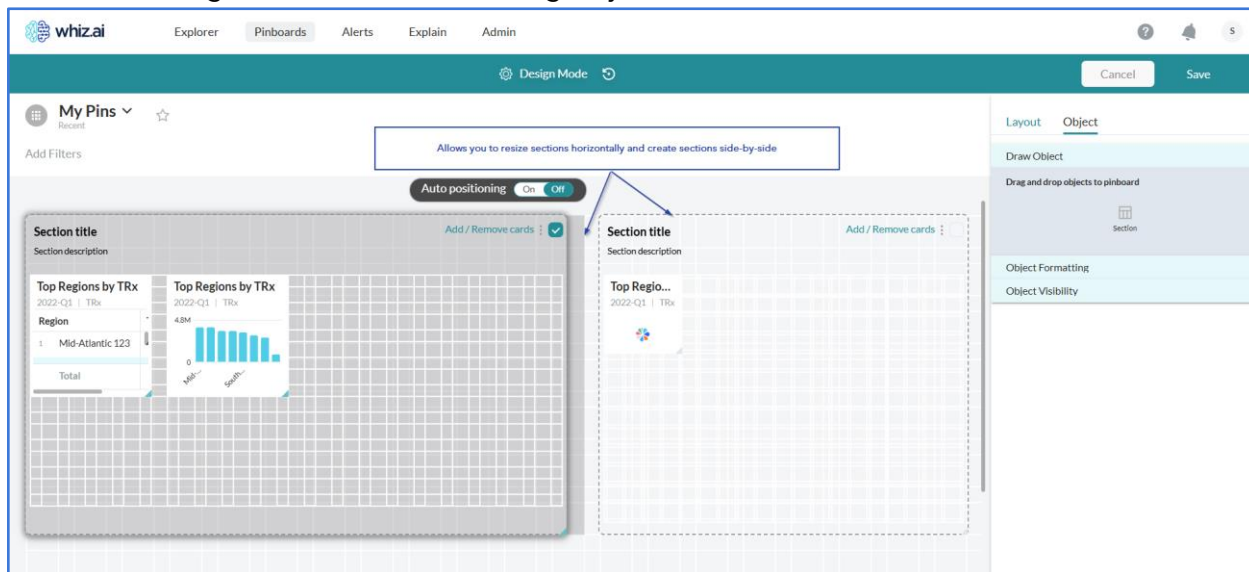 whiz.ai
Explorer
Pinboards
Alerts
Explain
Admin
?
S
Design Mode
Cancel
Save
My Pins
Recent
Add Filters
Allows you to resize sections horizontally and create sections side-by-side
Auto positioning On Off
Section title
Add / Remove cards
Section description
Top Regions by TRx
2022-Q1 | TRx
Region
1 Mid-Atlantic 123
Total
Top Regions by TRx
2022-Q1 | TRx
4.8M
0
Mid-...
South...
Section title
Add / Remove cards
Section description
Top Regio...
2022-Q1 | TRx
Layout
Object
Draw Object
Drag and drop objects to pinboard
Section
Object Formatting
Object Visibility